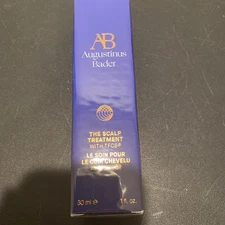 AB
Augustinus
Bader
THE SCALP
TREATMENT
WITH TFC8®
LE SOIN POUR
LE CUIR CHEVELU
30 ml ℮
1 fl. oz.